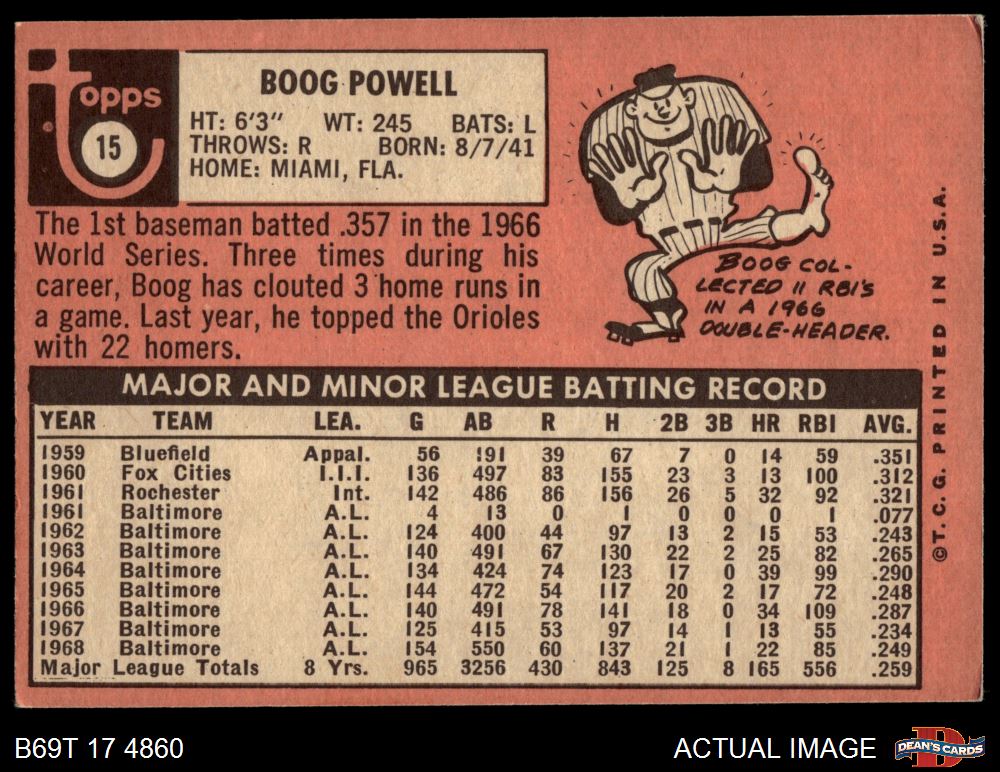 topps
15
BOOG POWELL
HT: 6'3" WT: 245 BATS: L
THROWS: R BORN: 8/7/41
HOME: MIAMI, FLA.
The 1st baseman batted .357 in the 1966
World Series. Three times during his
career, Boog has clouted 3 home runs in
a game. Last year, he topped the Orioles
with 22 homers.
BOOG COL-
LECTED 11 RBI'S
IN A 1966
DOUBLE-HEADER.
MAJOR AND MINOR LEAGUE BATTING RECORD
YEAR TEAM LEA. G AB R H 2B 3B HR RBI AVG.
1959 Bluefield Appal. 56 191 39 67 7 0 14 59 .351
1960 Fox Cities I.I.I. 136 497 83 155 23 3 13 100 .312
1961 Rochester Int. 142 486 86 156 26 5 32 92 .321
1961 Baltimore A.L. 4 13 0 1 0 0 0 1 .077
1962 Baltimore A.L. 124 400 44 97 13 2 15 53 .243
1963 Baltimore A.L. 140 491 67 130 22 2 25 82 .265
1964 Baltimore A.L. 134 424 74 123 17 0 39 99 .290
1965 Baltimore A.L. 144 472 54 117 20 2 17 72 .248
1966 Baltimore A.L. 140 491 78 141 18 0 34 109 .287
1967 Baltimore A.L. 125 415 53 97 14 1 13 55 .234
1968 Baltimore A.L. 154 550 60 137 21 1 22 85 .249
Major League Totals 8 Yrs. 965 3256 430 843 125 8 165 556 .259
©T. C. G. PRINTED IN U.S.A.
B69T 17 4860
ACTUAL IMAGE
DEAN'S CARDS